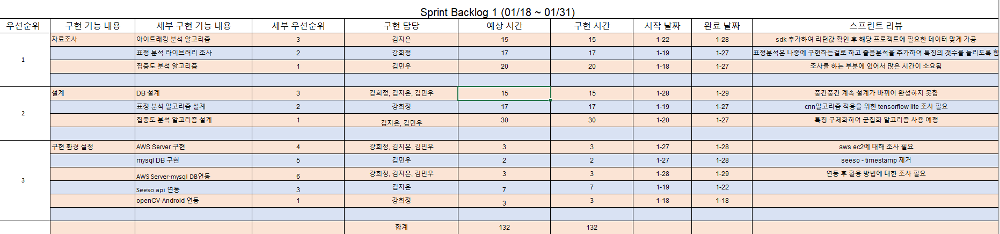 Sprint Backlog 1 (01/18 ~ 01/31)
우선순위 구현 기능 내용 세부 구현 기능 내용 세부 우선순위 구현 담당 예상 시간 구현 시간 시작 날짜 완료 날짜 스프린트 리뷰
1 자료조사 아이트래킹 분석 알고리즘 3 김지은 15 15 1-22 1-28 sdk 추가하여 리턴값 확인 후 해당 프로젝트에 필요한 데이터 맞게 가공
표정 분석 라이브러리 조사 2 강희정 17 17 1-19 1-27 표정분석은 나중에 구현하는걸로 하고 졸음분석을 추가하여 특징의 갯수를 늘리도록 함
집중도 분석 알고리즘 1 김민우 20 20 1-18 1-27 조사를 하는 부분에 있어서 많은 시간이 소요됨
2 설계 DB 설계 3 강희정, 김지은, 김민우 15 15 1-28 1-29 중간중간 계속 설계가 바뀌어 완성하지 못함
표정 분석 알고리즘 설계 2 강희정 17 17 1-19 1-27 cnn알고리즘 적용을 위한 tensorflow lite 조사 필요
집중도 분석 알고리즘 설계 1 김지은, 김민우 30 30 1-20 1-27 특징 구체화하여 군집화 알고리즘 사용 예정
3 구현 환경 설정 AWS Server 구현 4 강희정, 김지은, 김민우 3 3 1-27 1-28 aws ec2에 대해 조사 필요
mysql DB 구현 5 김민우 2 2 1-27 1-28 seeso - timestamp 제거
AWS Server-mysql DB연동 6 강희정, 김지은, 김민우 3 3 1-28 1-29 연동 후 활용 방법에 대한 조사 필요
Seeso api 연동 3 김지은 7 7 1-19 1-22
openCV-Android 연동 1 강희정 3 3 1-18 1-18
합계 132 132